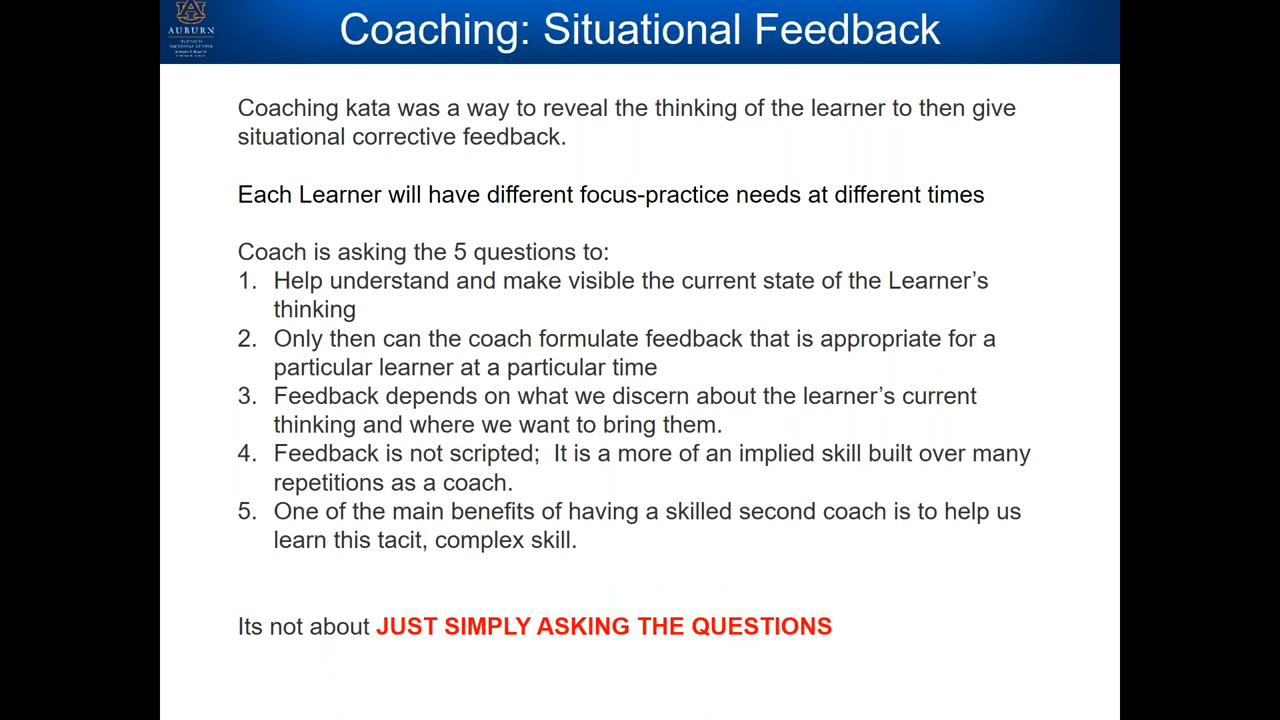 AUBURN
Coaching: Situational Feedback
Coaching kata was a way to reveal the thinking of the learner to then give
situational corrective feedback.
Each Learner will have different focus-practice needs at different times
Coach is asking the 5 questions to:
1. Help understand and make visible the current state of the Learner’s
thinking
2. Only then can the coach formulate feedback that is appropriate for a
particular learner at a particular time
3. Feedback depends on what we discern about the learner’s current
thinking and where we want to bring them.
4. Feedback is not scripted;  It is a more of an implied skill built over many
repetitions as a coach.
5. One of the main benefits of having a skilled second coach is to help us
learn this tacit, complex skill.
Its not about JUST SIMPLY ASKING THE QUESTIONS